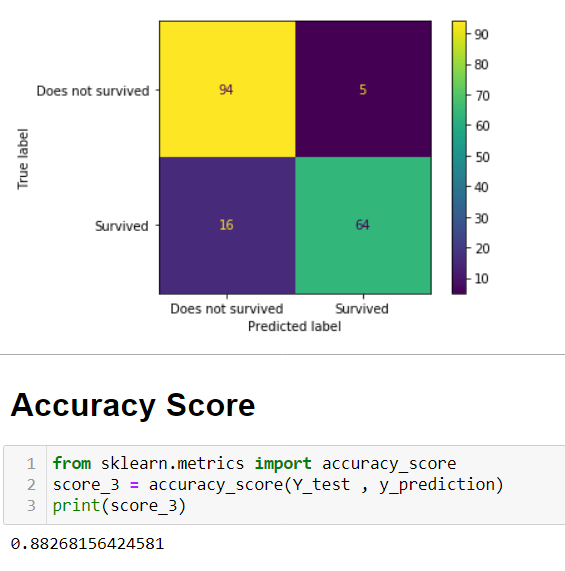 Does not survived
94
5
90
80
70
60
50
40
30
20
10
True label
Survived
16
64
Does not survived Survived
Predicted label
Accuracy Score
1 from sklearn.metrics import accuracy_score
2 score_3 = accuracy_score(Y_test , y_prediction)
3 print(score_3)
0.88268156424581